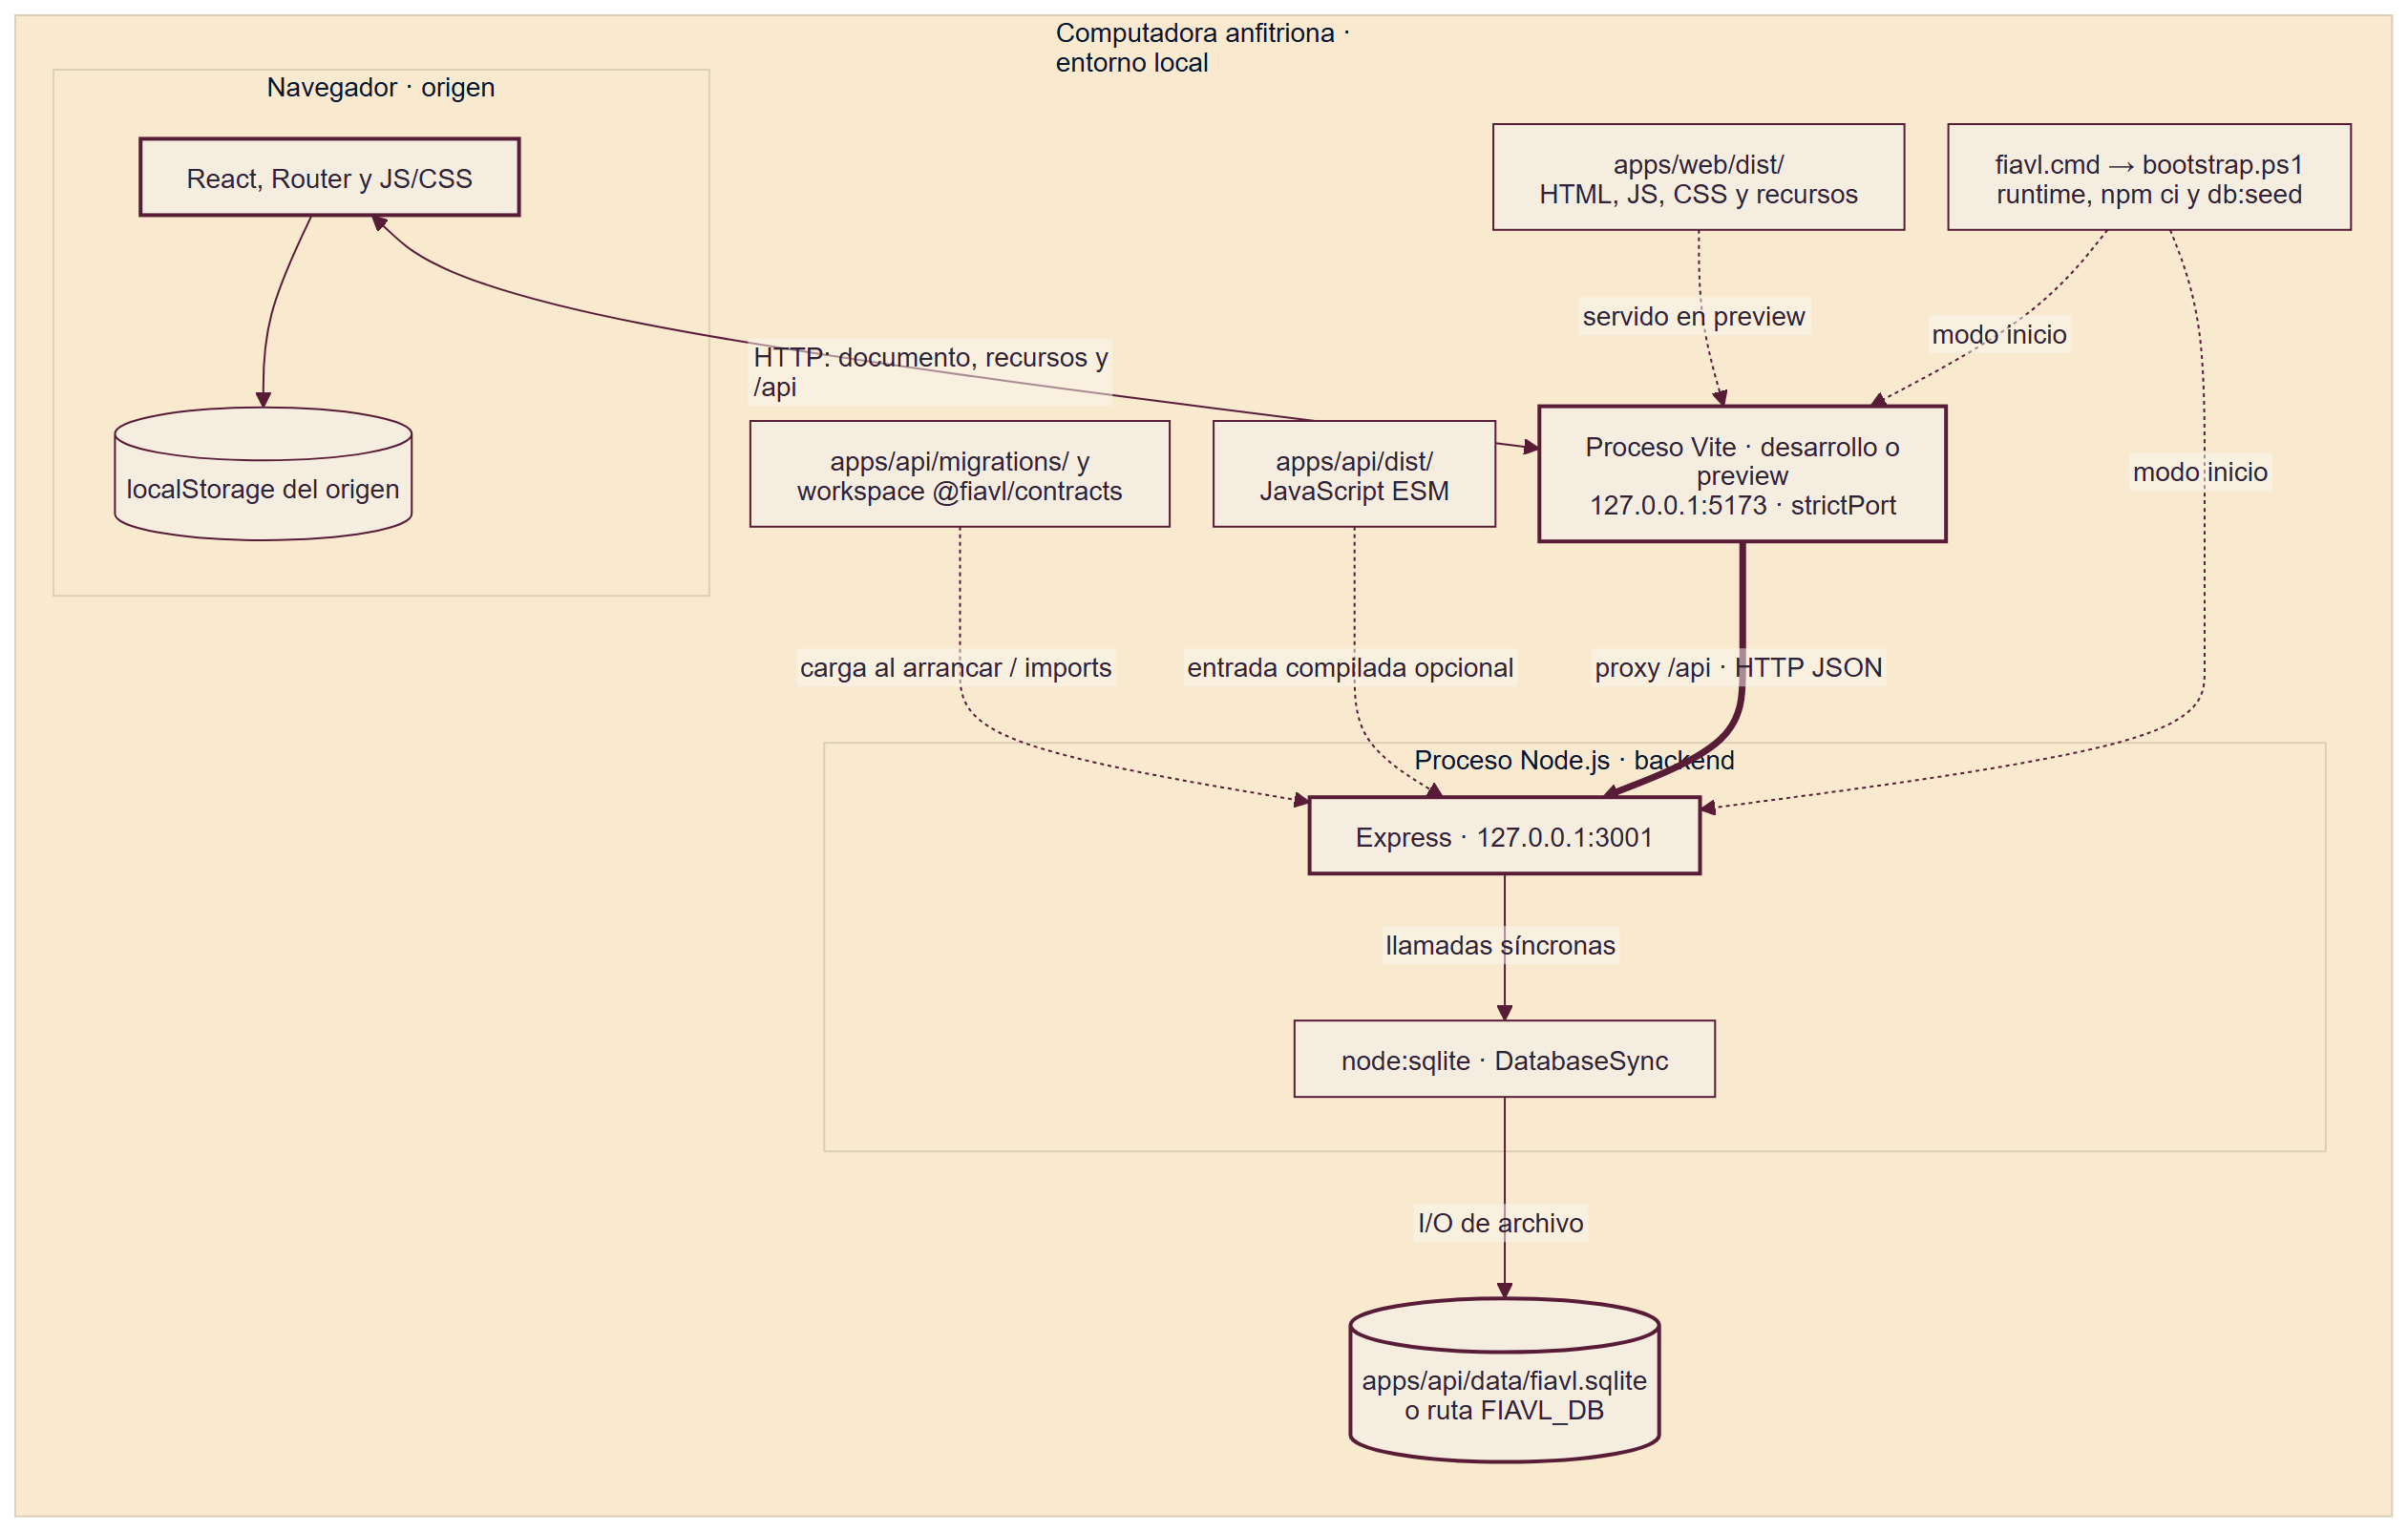 Computadora anfitriona ·
entorno local
Navegador · origen
React, Router y JS/CSS
apps/web/dist/
HTML, JS, CSS y recursos
fiavl.cmd → bootstrap.ps1
runtime, npm ci y db:seed
servido en preview
modo inicio
HTTP: documento, recursos y
/api
localStorage del origen
apps/api/migrations/ y
workspace @fiavl/contracts
apps/api/dist/
JavaScript ESM
Proceso Vite · desarrollo o
preview
127.0.0.1:5173 · strictPort
modo inicio
carga al arrancar / imports
entrada compilada opcional
proxy /api · HTTP JSON
Proceso Node.js · backend
Express · 127.0.0.1:3001
llamadas síncronas
node:sqlite · DatabaseSync
I/O de archivo
apps/api/data/fiavl.sqlite
o ruta FIAVL_DB